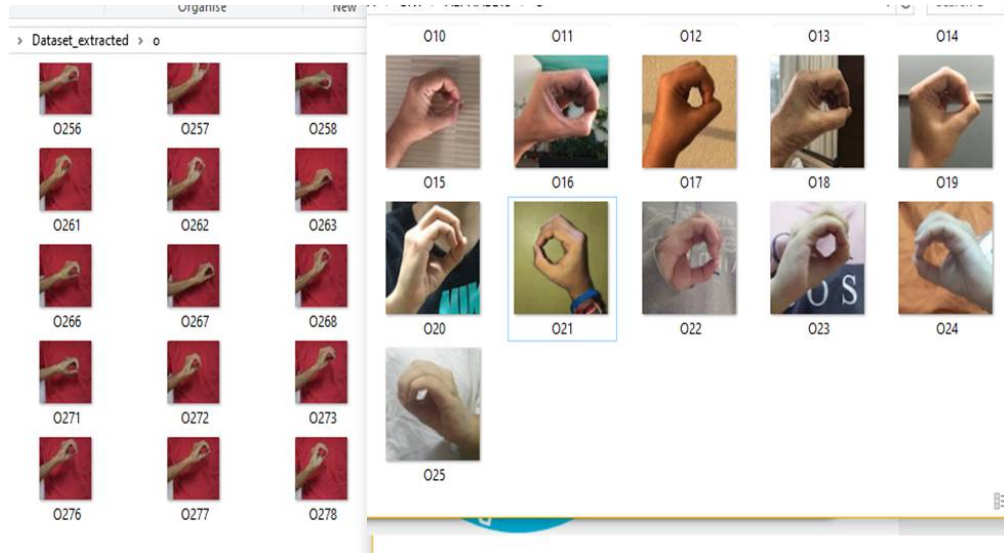 Organise
New
Dataset_extracted > o
O256 O257 O258
O261 O262 O263
O266 O267 O268
O271 O272 O273
O276 O277 O278
O10 O11 O12 O13 O14
O15 O16 O17 O18 O19
O20 O21 O22 O23 O24
O25
NIK
O S